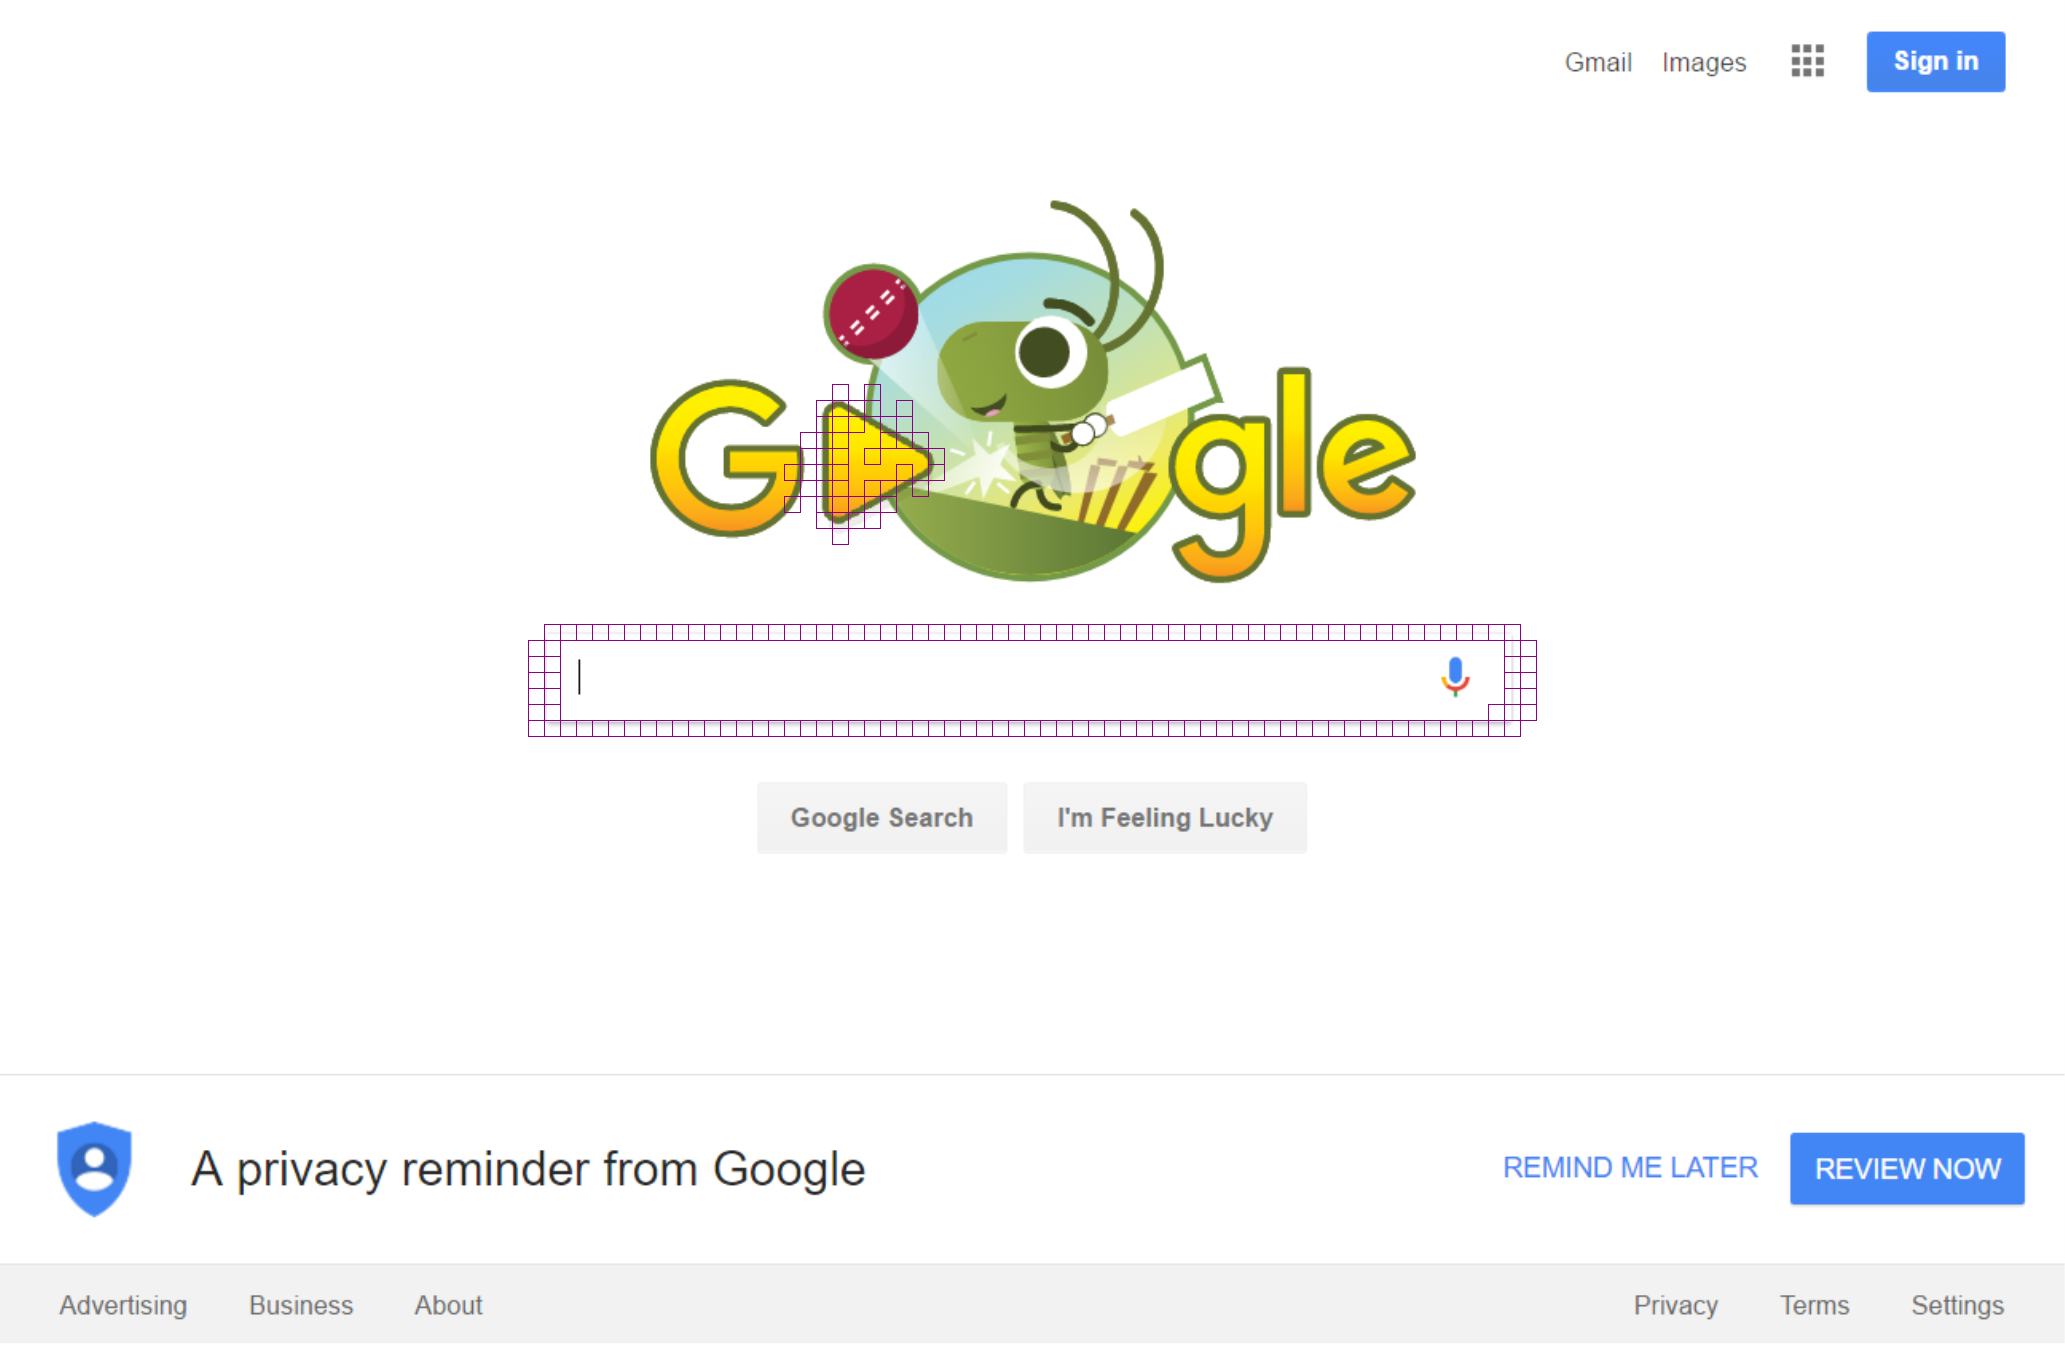 Gmail Images Sign in
G gle
Google Search I'm Feeling Lucky
A privacy reminder from Google REMIND ME LATER REVIEW NOW
Advertising Business About Privacy Terms Settings